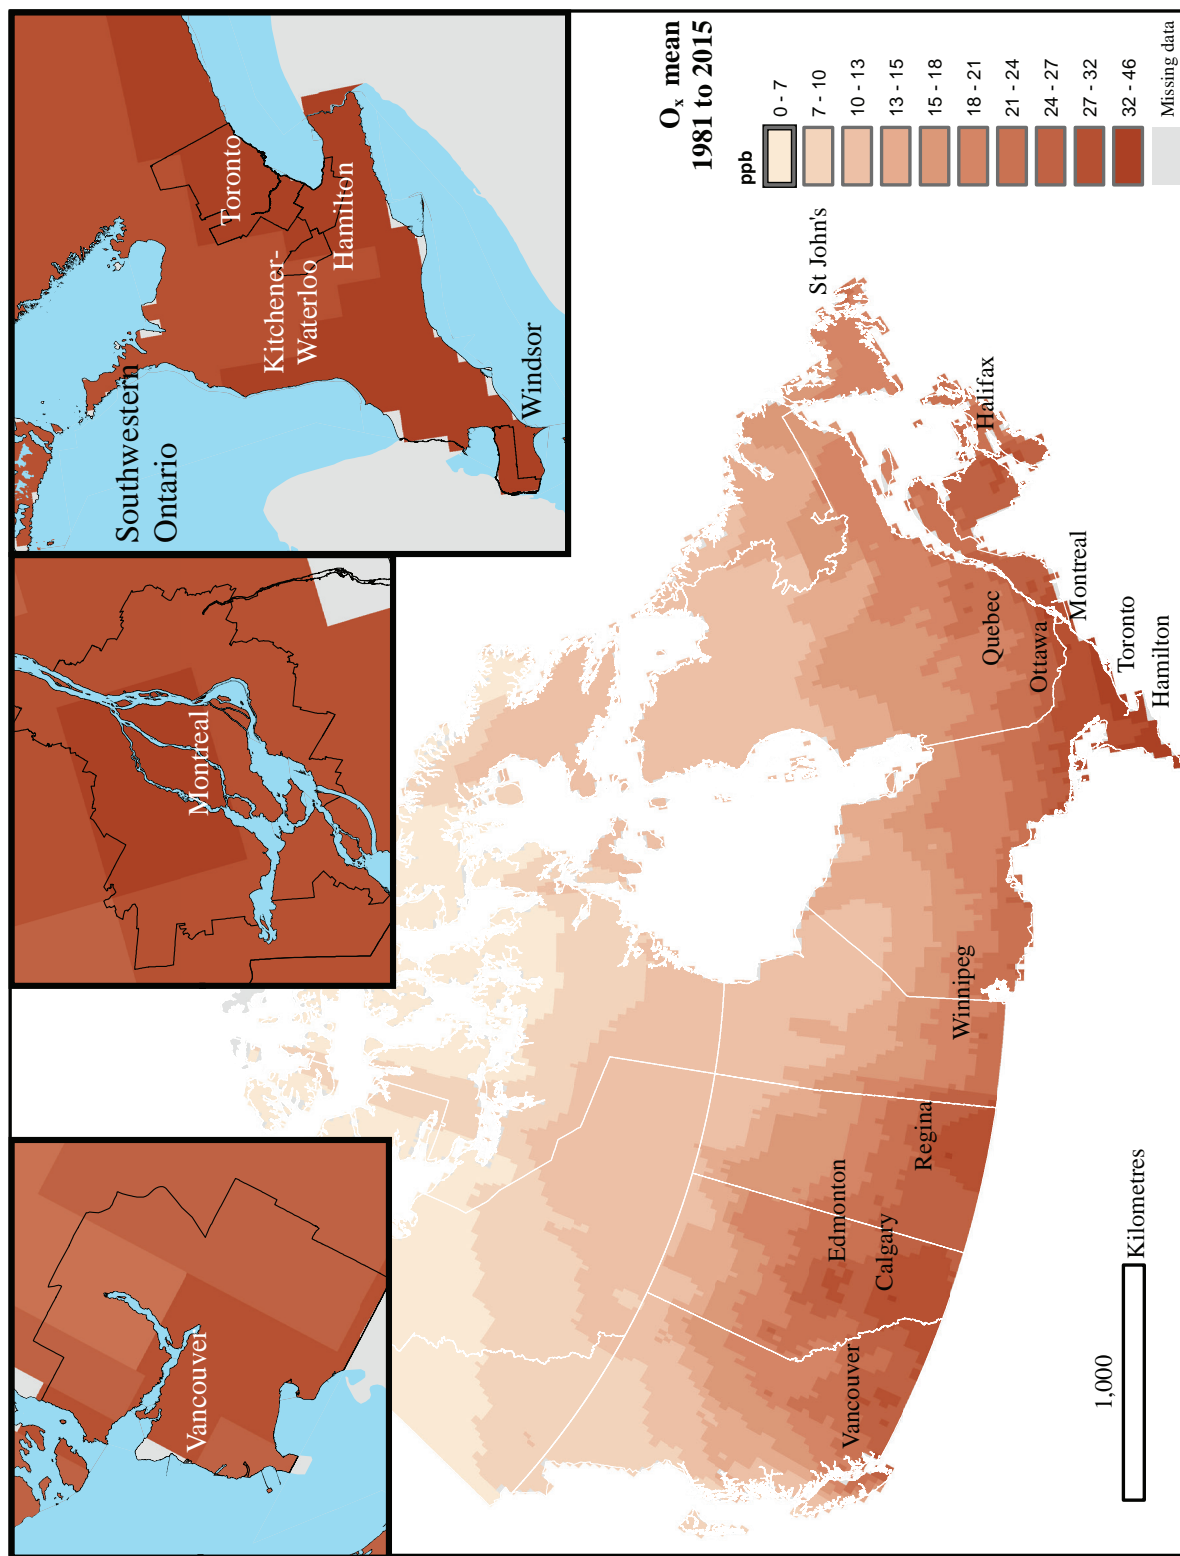 Vancouver
Montreal
Southwestern
Ontario
Toronto
Kitchener-
Waterloo
Hamilton
Windsor
O<sub>x</sub> mean
1981 to 2015
ppb
0 - 7
7 - 10
10 - 13
13 - 15
15 - 18
18 - 21
21 - 24
24 - 27
27 - 32
32 - 46
Missing data
St John's
Halifax
Quebec
Ottawa
Montreal
Toronto
Hamilton
Winnipeg
Regina
Edmonton
Calgary
Vancouver
1,000
Kilometres